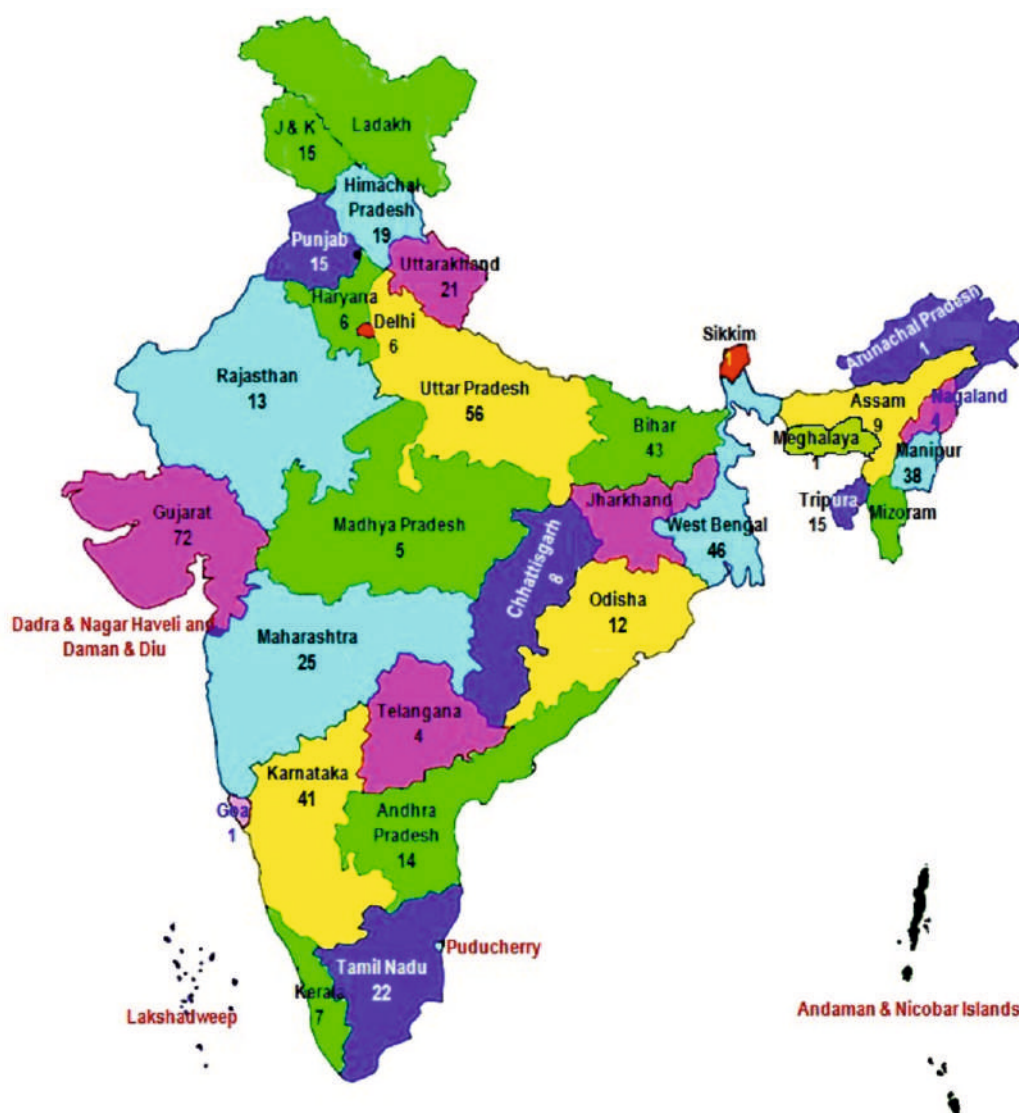 Ladakh
J & K
15
Himachal
Pradesh
19
Punjab
15
Uttarakhand
21
Haryana
6
Delhi
6
Rajasthan
13
Uttar Pradesh
56
Sikkim
1
Arunachal Pradesh
1
Assam
9
Nagaland
4
Meghalaya
1
Manipur
38
Tripura
15
Mizoram
Bihar
43
Jharkhand
West Bengal
46
Gujarat
72
Madhya Pradesh
5
Chhattisgarh
8
Odisha
12
Dadra & Nagar Haveli and
Daman & Diu
Maharashtra
25
Telangana
4
Karnataka
41
Goa
1
Andhra
Pradesh
14
Puducherry
Tamil Nadu
22
Kerala
7
Lakshadweep
Andaman & Nicobar Islands